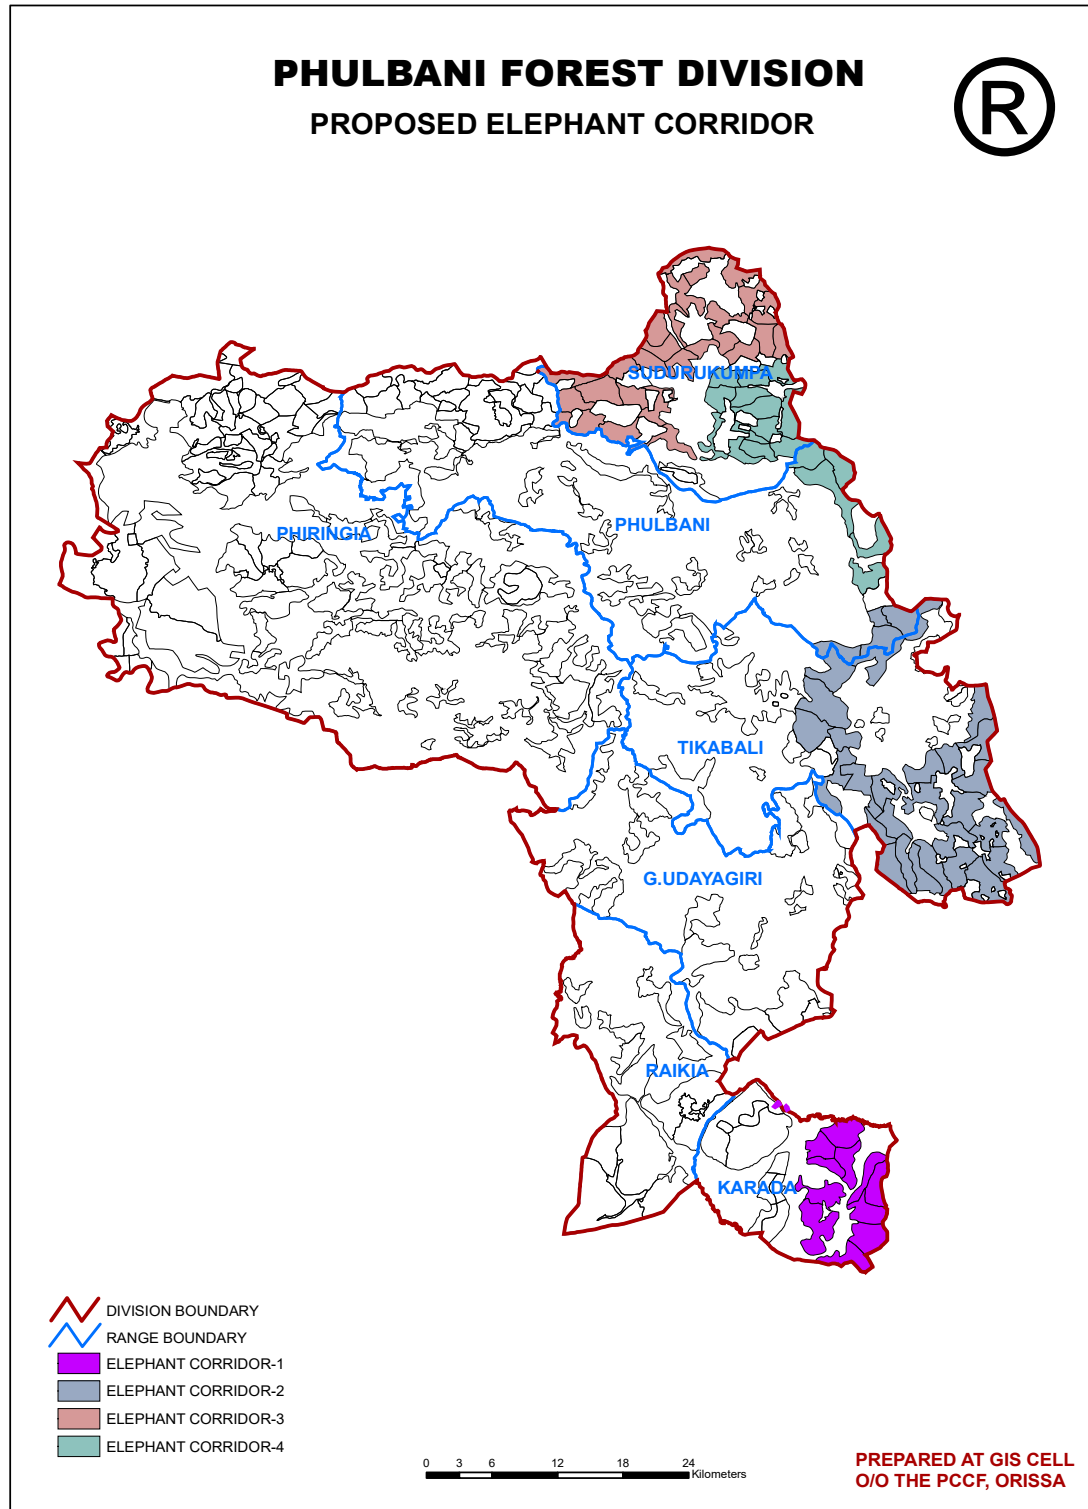 PHULBANI FOREST DIVISION
PROPOSED ELEPHANT CORRIDOR
R
SUDURUKUMPA
PHULBANI
PHIRINGIA
TIKABALI
G.UDAYAGIRI
RAIKIA
KARADA
DIVISION BOUNDARY
RANGE BOUNDARY
ELEPHANT CORRIDOR-1
ELEPHANT CORRIDOR-2
ELEPHANT CORRIDOR-3
ELEPHANT CORRIDOR-4
0 3 6 12 18 24
Kilometers
PREPARED AT GIS CELL
O/O THE PCCF, ORISSA